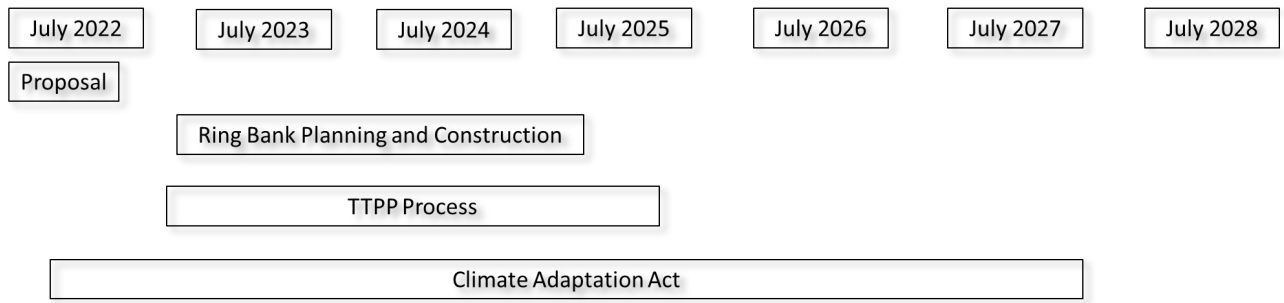 July 2022
July 2023
July 2024
July 2025
July 2026
July 2027
July 2028
Proposal
Ring Bank Planning and Construction
TTPP Process
Climate Adaptation Act